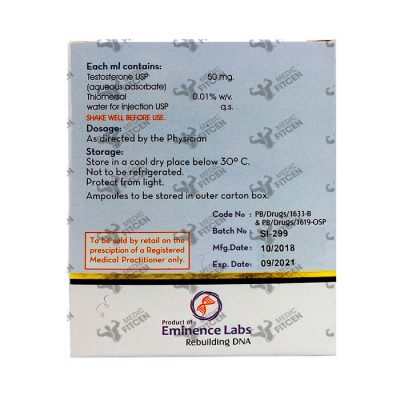 Each ml contains:
Testosterone USP 50 mg.
(aqueous adsorbate)
Thiomersal 0.01% w/v.
water for injection USP q.s.
SHAKE WELL BEFORE USE.
Dosage:
As directed by the Physician
Storage:
Store in a cool dry place below 30º C.
Not to be refrigerated.
Protect from light.
Ampoules to be stored in outer carton box.
Code No : PB/Drugs/1633-B
& PB/Drugs/1619-OSP
Batch No : SI-299
Mfg.Date: 10/2018
Exp. Date: 09/2021
To be sold by retail on the
presciption of a Registered
Medical Practitioner only.
Product of
Eminence Labs
Rebuilding DNA
MEDIC
FITCEN